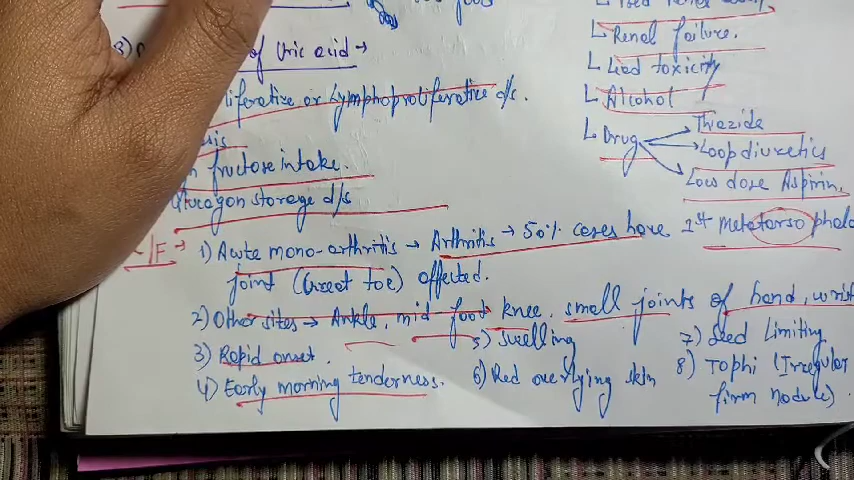 3)
of Uric acid →
liferative or Lymphoproliferative d/s.
fructose intake.
Glucagon storage d/s
Renal failure.
Lead toxicity
Alcohol
Drug
Thiazide
Loop diuretics
Low dose Aspirin.
/F → 1) Acute mono-arthritis → Arthritis → 50% cases have 1st Metatarso phala
joint (Great toe) affected.
2) Other sites → Ankle, mid-foot knee, small joints of hand, wrist
3) Rapid onset.
4) Early morning tenderness.
5) Swelling
6) Red overlying skin
7) Self Limiting.
8) Tophi (Irregular
firm nodule)